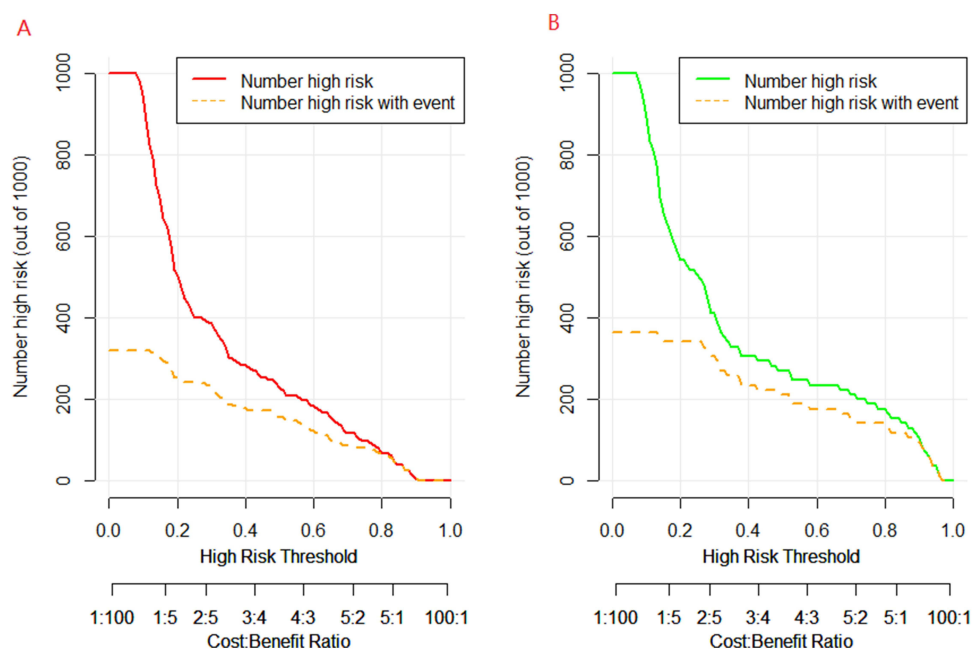 A
Number high risk (out of 1000)
0
200
400
600
800
1000
Number high risk
Number high risk with event
0.0 0.2 0.4 0.6 0.8 1.0
High Risk Threshold
1:100 1:5 2:5 3:4 4:3 5:2 5:1 100:1
Cost:Benefit Ratio
B
Number high risk (out of 1000)
0
200
400
600
800
1000
Number high risk
Number high risk with event
0.0 0.2 0.4 0.6 0.8 1.0
High Risk Threshold
1:100 1:5 2:5 3:4 4:3 5:2 5:1 100:1
Cost:Benefit Ratio